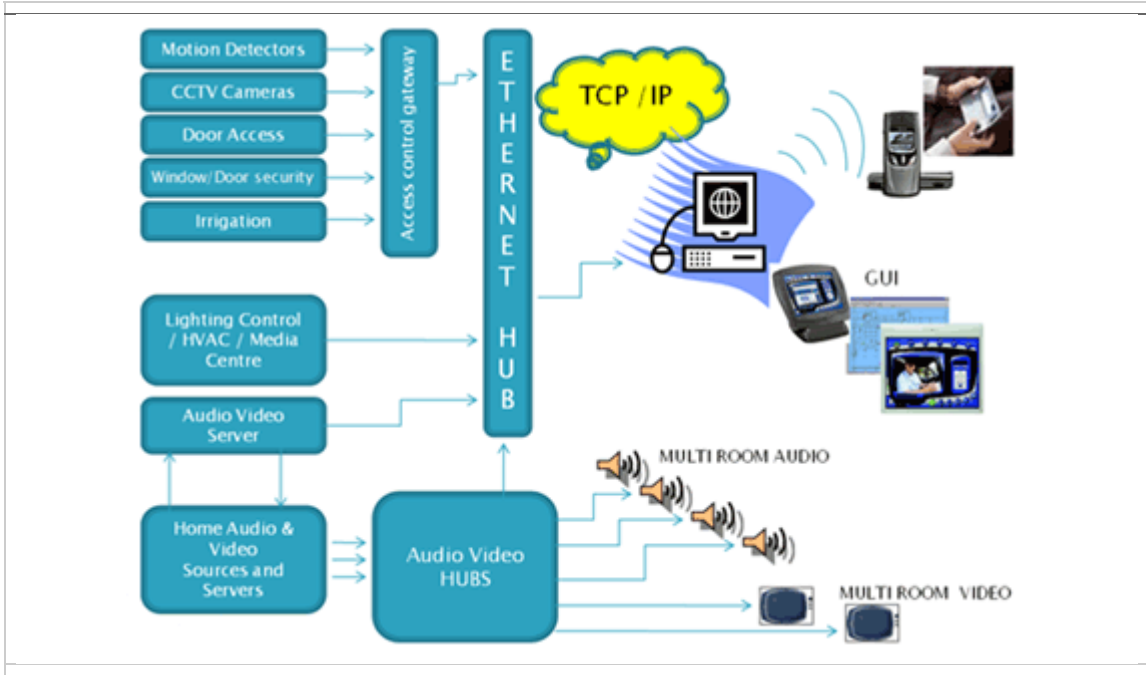 Motion Detectors
CCTV Cameras
Door Access
Window/Door security
Irrigation
Access control gateway
ETHERNET HUB
TCP / IP
GUI
Lighting Control
/ HVAC / Media
Centre
Audio Video
Server
Home Audio &
Video
Sources and
Servers
Audio Video
HUBS
MULTI ROOM AUDIO
MULTI ROOM VIDEO